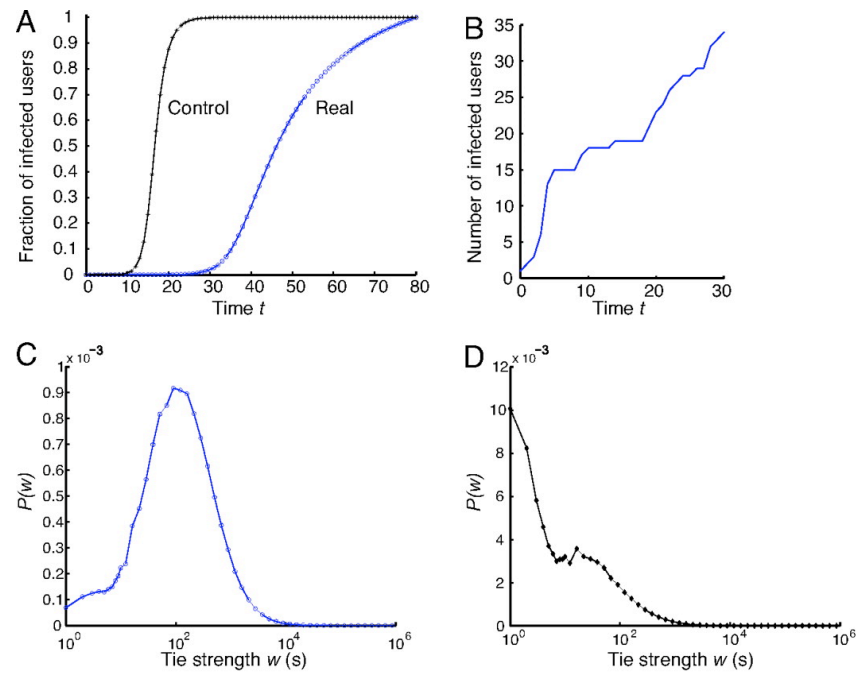 A
Fraction of infected users
1
0.9
0.8
0.7
0.6
0.5
0.4
0.3
0.2
0.1
0
Control
Real
0 10 20 30 40 50 60 70 80
Time t
B
Number of infected users
35
30
25
20
15
10
5
0
0 10 20 30
Time t
C
x 10⁻³
P(w)
1
0.9
0.8
0.7
0.6
0.5
0.4
0.3
0.2
0.1
0
10⁰ 10² 10⁴ 10⁶
Tie strength w (s)
D
x 10⁻³
P(w)
12
10
8
6
4
2
0
10⁰ 10² 10⁴ 10⁶
Tie strength w (s)